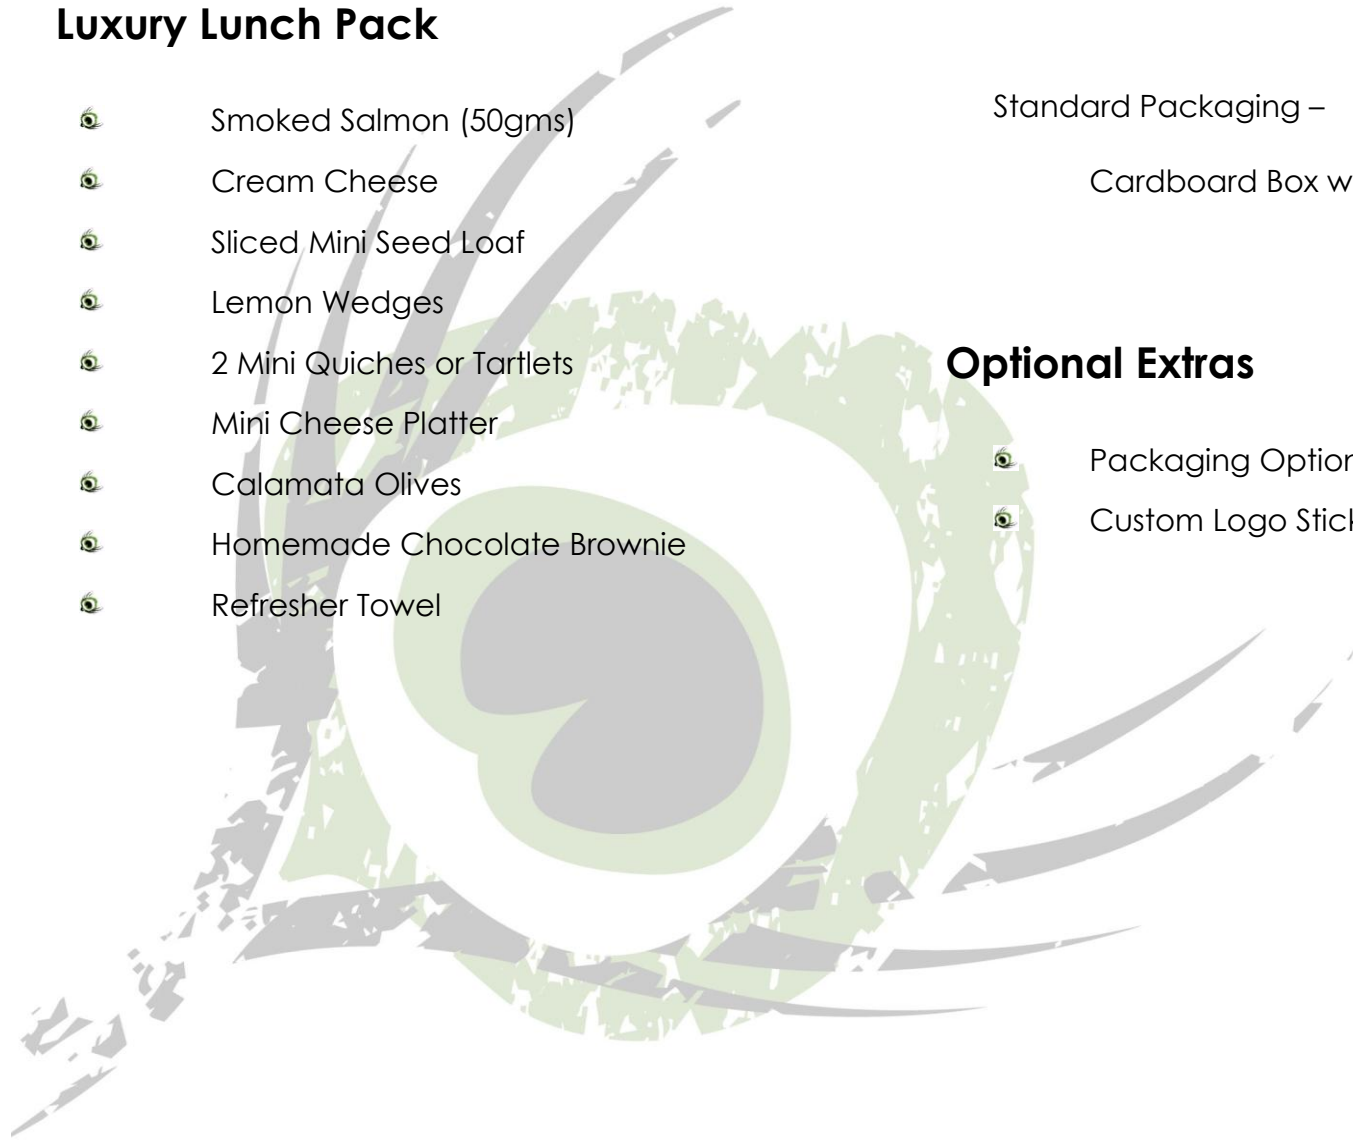 Luxury Lunch Pack
Smoked Salmon (50gms)
Cream Cheese
Sliced Mini Seed Loaf
Lemon Wedges
2 Mini Quiches or Tartlets
Mini Cheese Platter
Calamata Olives
Homemade Chocolate Brownie
Refresher Towel
Standard Packaging –
Cardboard Box
Optional Extras
Packaging
Custom Logo